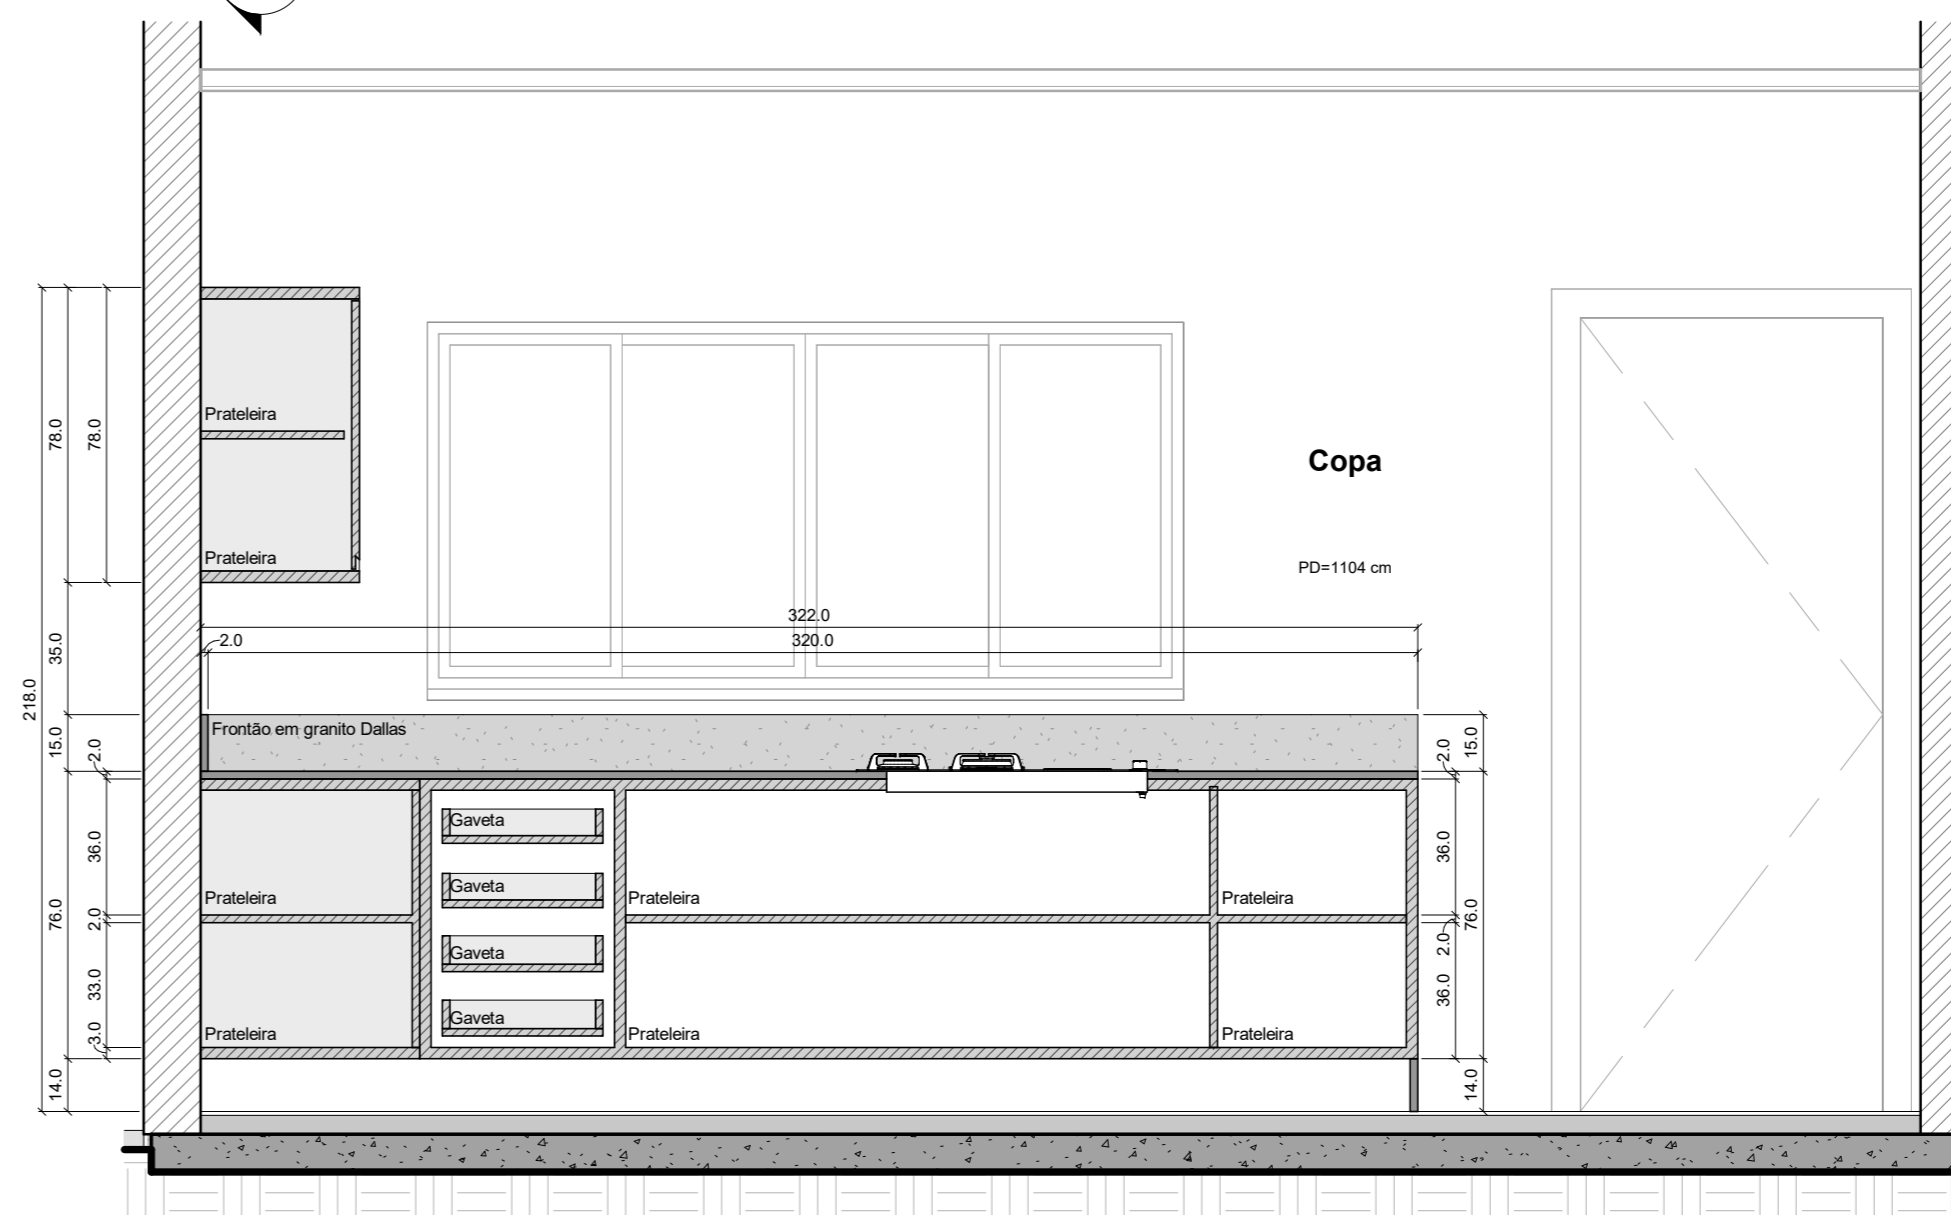 Prateleira
78.0
78.0
Copa
Prateleira
PD=1104 cm
322.0
2.0
320.0
35.0
218.0
Frontão em granito Dallas
15.0
2.0
2.0
15.0
Gaveta
36.0
36.0
Gaveta
Prateleira
Prateleira
Prateleira
76.0
2.0
2.0
76.0
Gaveta
33.0
36.0
Gaveta
Prateleira
Prateleira
Prateleira
3.0
14.0
14.0